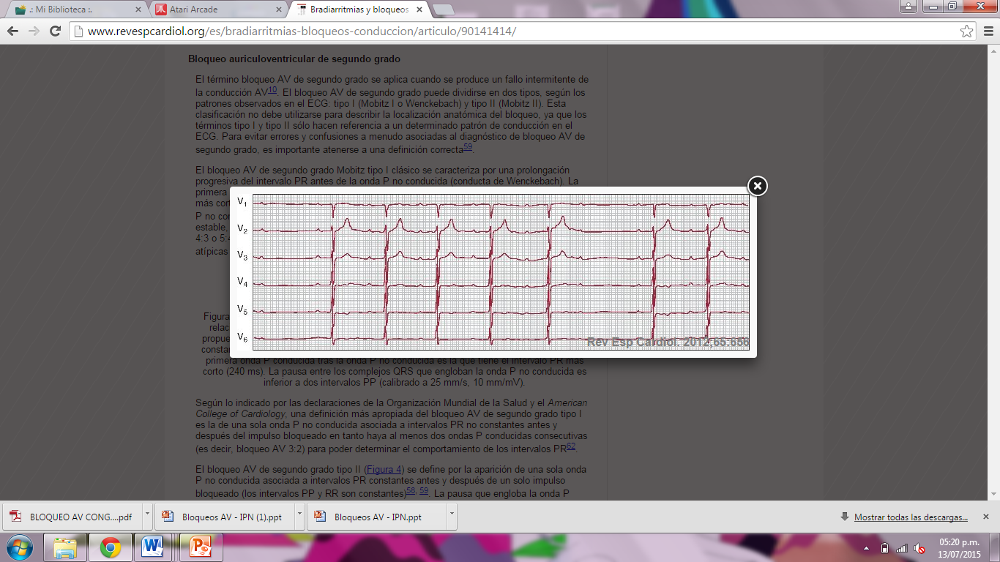 .: Mi Biblioteca :.
Atari Arcade
Bradiarritmias y bloqueos
www.revespcardiol.org/es/bradiarritmias-bloqueos-conduccion/articulo/90141414/
Bloqueo auriculoventricular de segundo grado
El término bloqueo AV de segundo grado se aplica cuando se produce un fallo intermitente de
la conducción AV10. El bloqueo AV de segundo grado puede dividirse en dos tipos, según los
patrones observados en el ECG: tipo I (Mobitz I o Wenckebach) y tipo II (Mobitz II). Esta
clasificación no debe utilizarse para describir la localización anatómica del bloqueo, ya que los
términos tipo I y tipo II sólo hacen referencia a un determinado patrón de conducción en el
ECG. Para evitar errores y confusiones a menudo asociadas al diagnóstico de bloqueo AV de
segundo grado, es importante atenerse a una definición correcta59.
El bloqueo AV de segundo grado Mobitz tipo I clásico se caracteriza por una prolongación
progresiva del intervalo PR antes de la onda P no conducida (conducta de Wenckebach). La
primera
más cort
P no con
estable,
4:3 o 5:4
atípicas
V1
V2
V3
V4
V5
V6
Rev Esp Cardiol. 2012;65:656
Figura
relac
propue
consta
primera onda P conducida tras la onda P no conducida es la que tiene el intervalo PR más
corto (240 ms). La pausa entre los complejos QRS que engloban la onda P no conducida es
inferior a dos intervalos PP (calibrado a 25 mm/s, 10 mm/mV).
Según lo indicado por las declaraciones de la Organización Mundial de la Salud y el American
College of Cardiology, una definición más apropiada del bloqueo AV de segundo grado tipo I
es la de una sola onda P no conducida asociada a intervalos PR no constantes antes y
después del impulso bloqueado en tanto haya al menos dos ondas P conducidas consecutivas
(es decir, bloqueo AV 3:2) para poder determinar el comportamiento de los intervalos PR62.
El bloqueo AV de segundo grado tipo II (Figura 4) se define por la aparición de una sola onda
P no conducida asociada a intervalos PR constantes antes y después de un solo impulso
bloqueado (los intervalos PP y RR son constantes)58, 59. La pausa que engloba la onda P
BLOQUEO AV CONG....pdf
Bloqueos AV - IPN (1).ppt
Bloqueos AV - IPN.ppt
Mostrar todas las descargas...
05:20 p.m.
13/07/2015